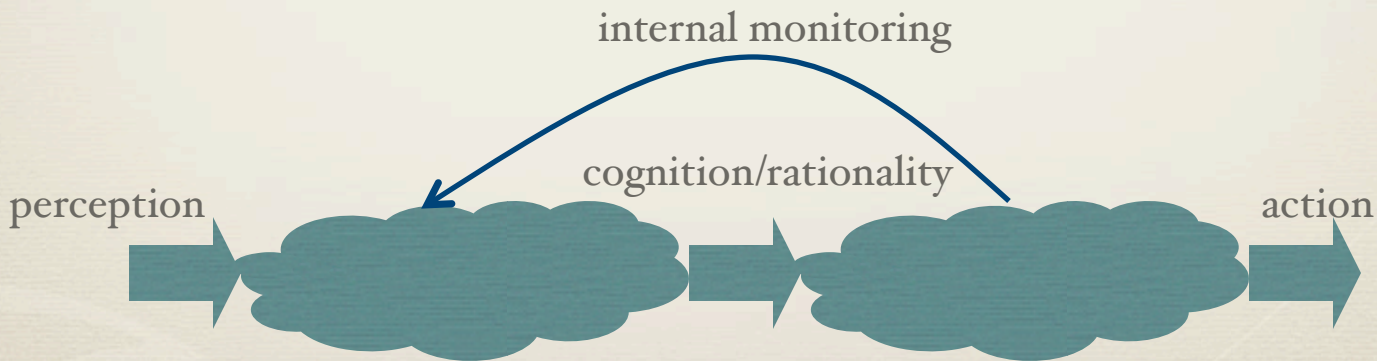 internal monitoring
cognition/rationality
perception
action